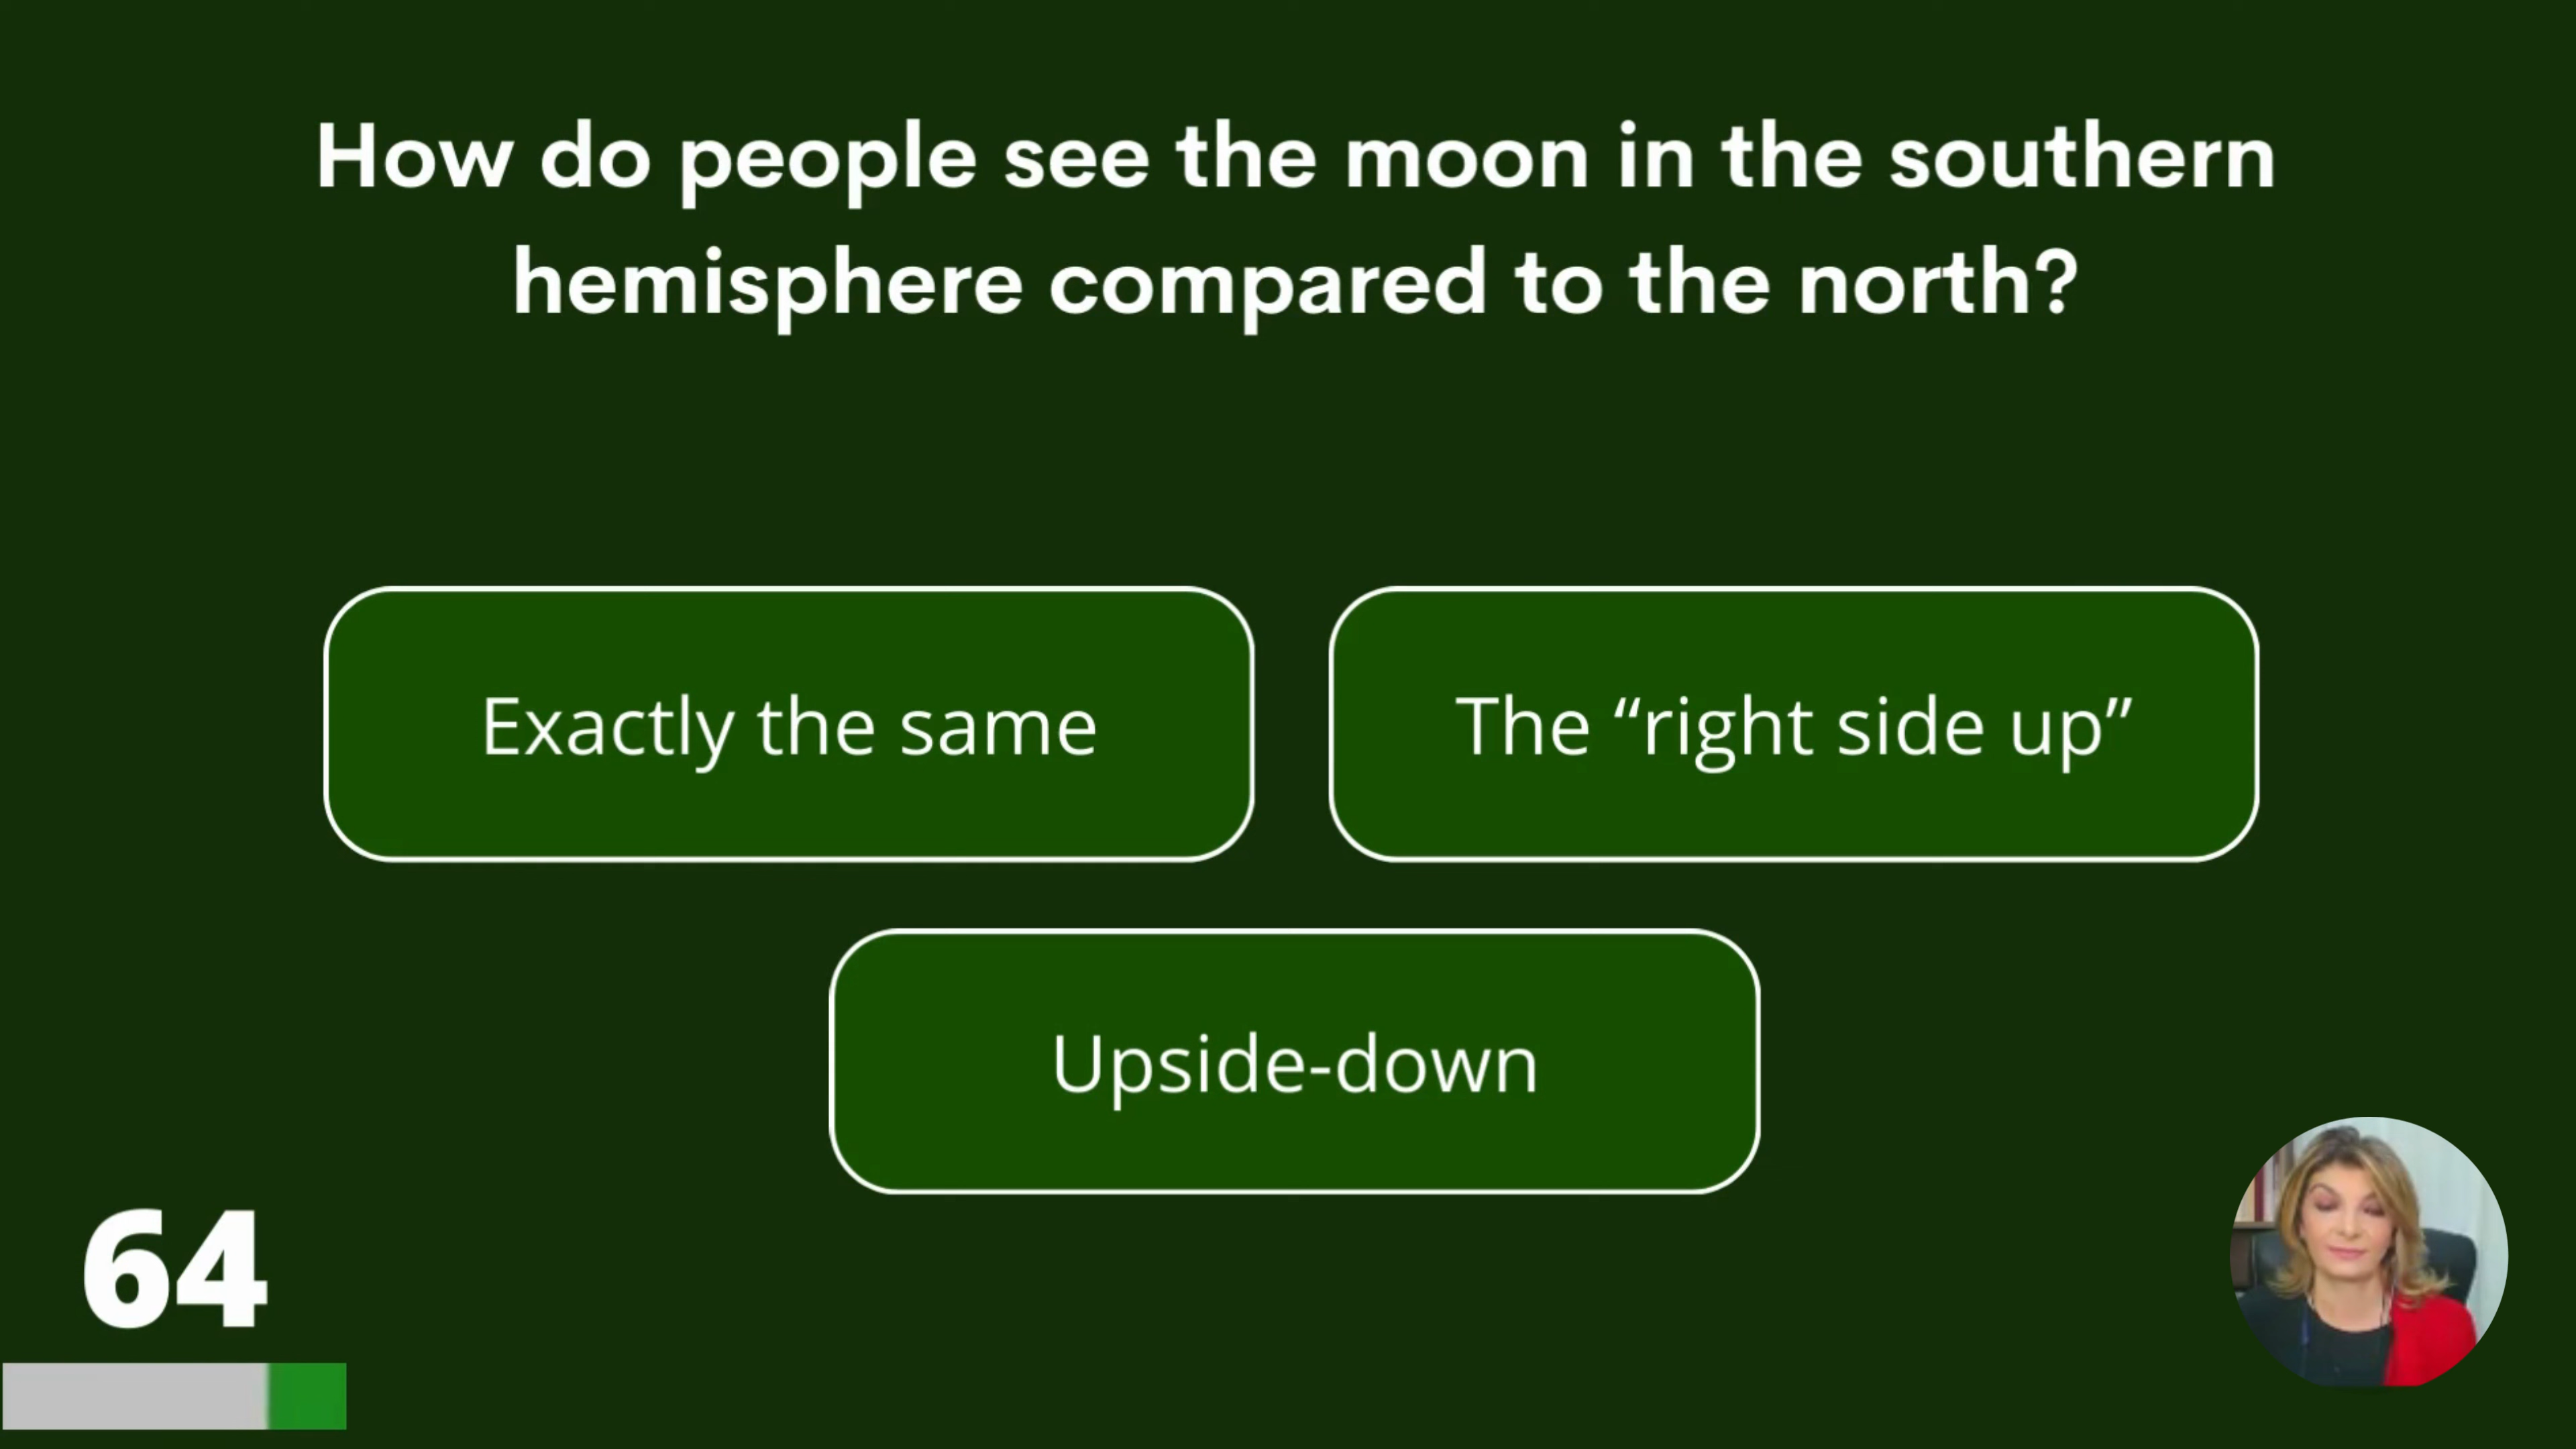 How do people see the moon in the southern
hemisphere compared to the north?
Exactly the same
The “right side up”
Upside-down
64